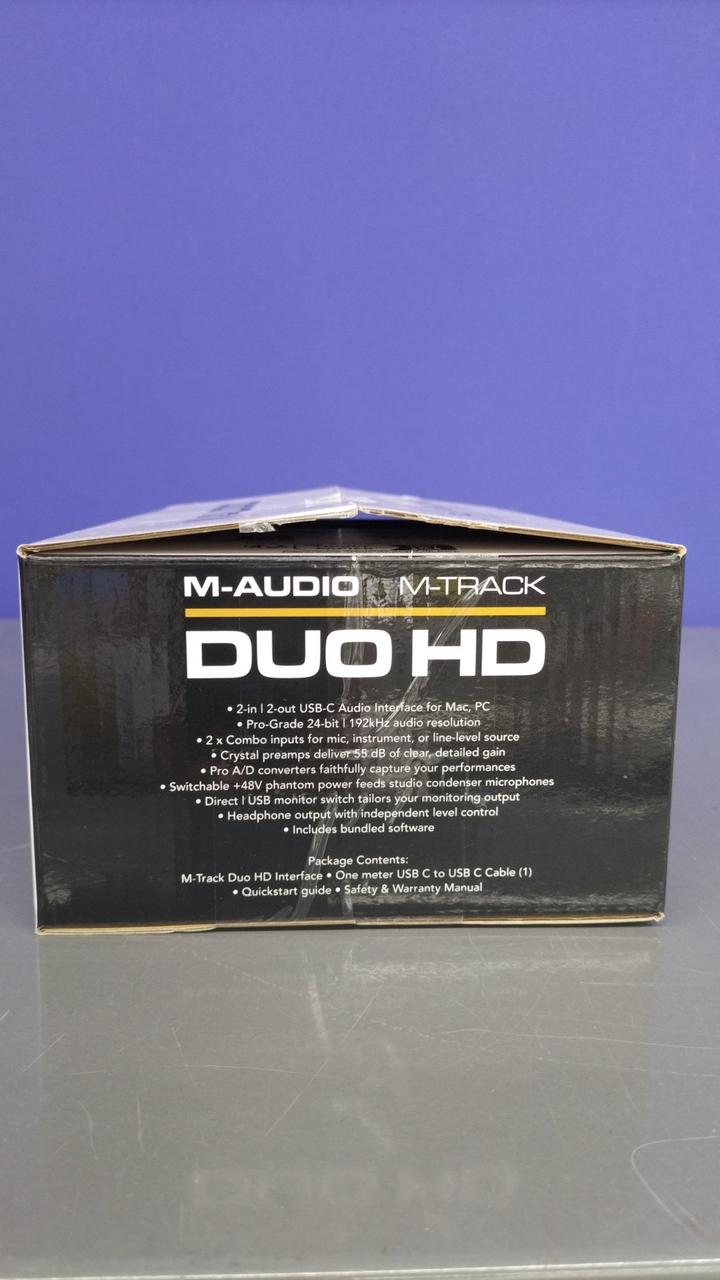 M-AUDIO M-TRACK
DUO HD
• 2-in | 2-out USB-C Audio Interface for Mac, PC
• Pro-Grade 24-bit | 192kHz audio resolution
• 2 x Combo inputs for mic, instrument, or line-level source
• Crystal preamps deliver 55 dB of clear, detailed gain
• Pro A/D converters faithfully capture your performances
• Switchable +48V phantom power feeds studio condenser microphones
• Direct | USB monitor switch tailors your monitoring output
• Headphone output with independent level control
• Includes bundled software
Package Contents:
M-Track Duo HD Interface • One meter USB C to USB C Cable (1)
• Quickstart guide • Safety & Warranty Manual